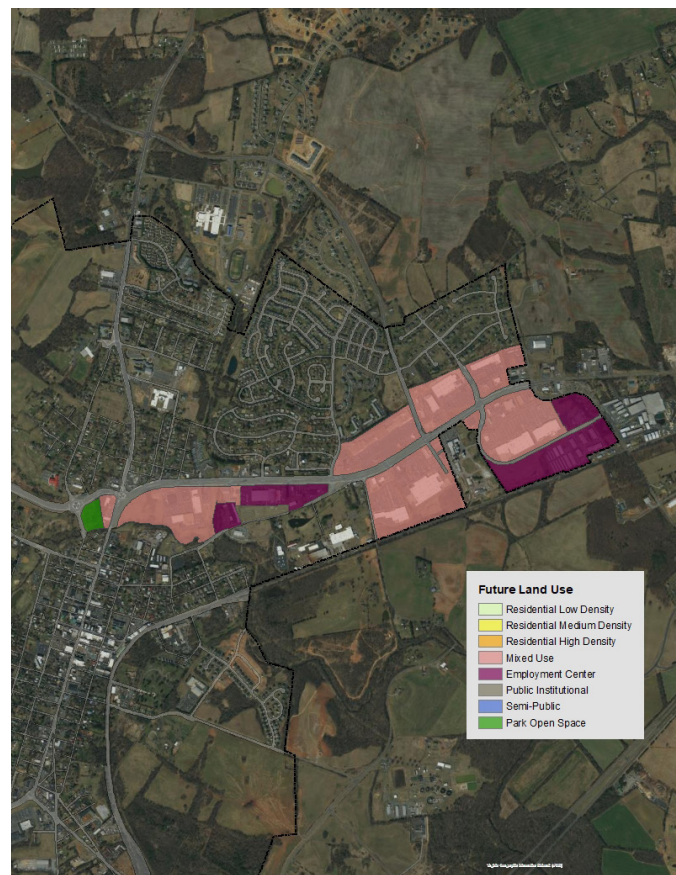 Future Land Use
Residential Low Density
Residential Medium Density
Residential High Density
Mixed Use
Employment Center
Public Institutional
Semi-Public
Park Open Space